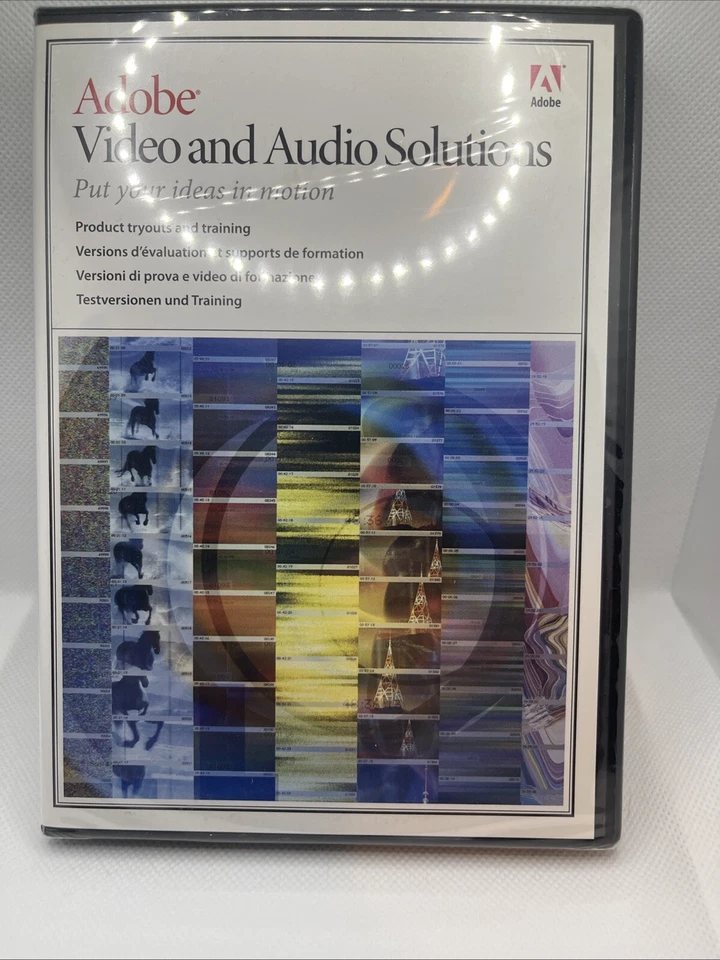 Adobe®
Adobe
Video and Audio Solutions
Put your ideas in motion
Product tryouts and training
Versions d'évaluation et supports de formation
Versioni di prova e video di formazione
Testversionen und Training